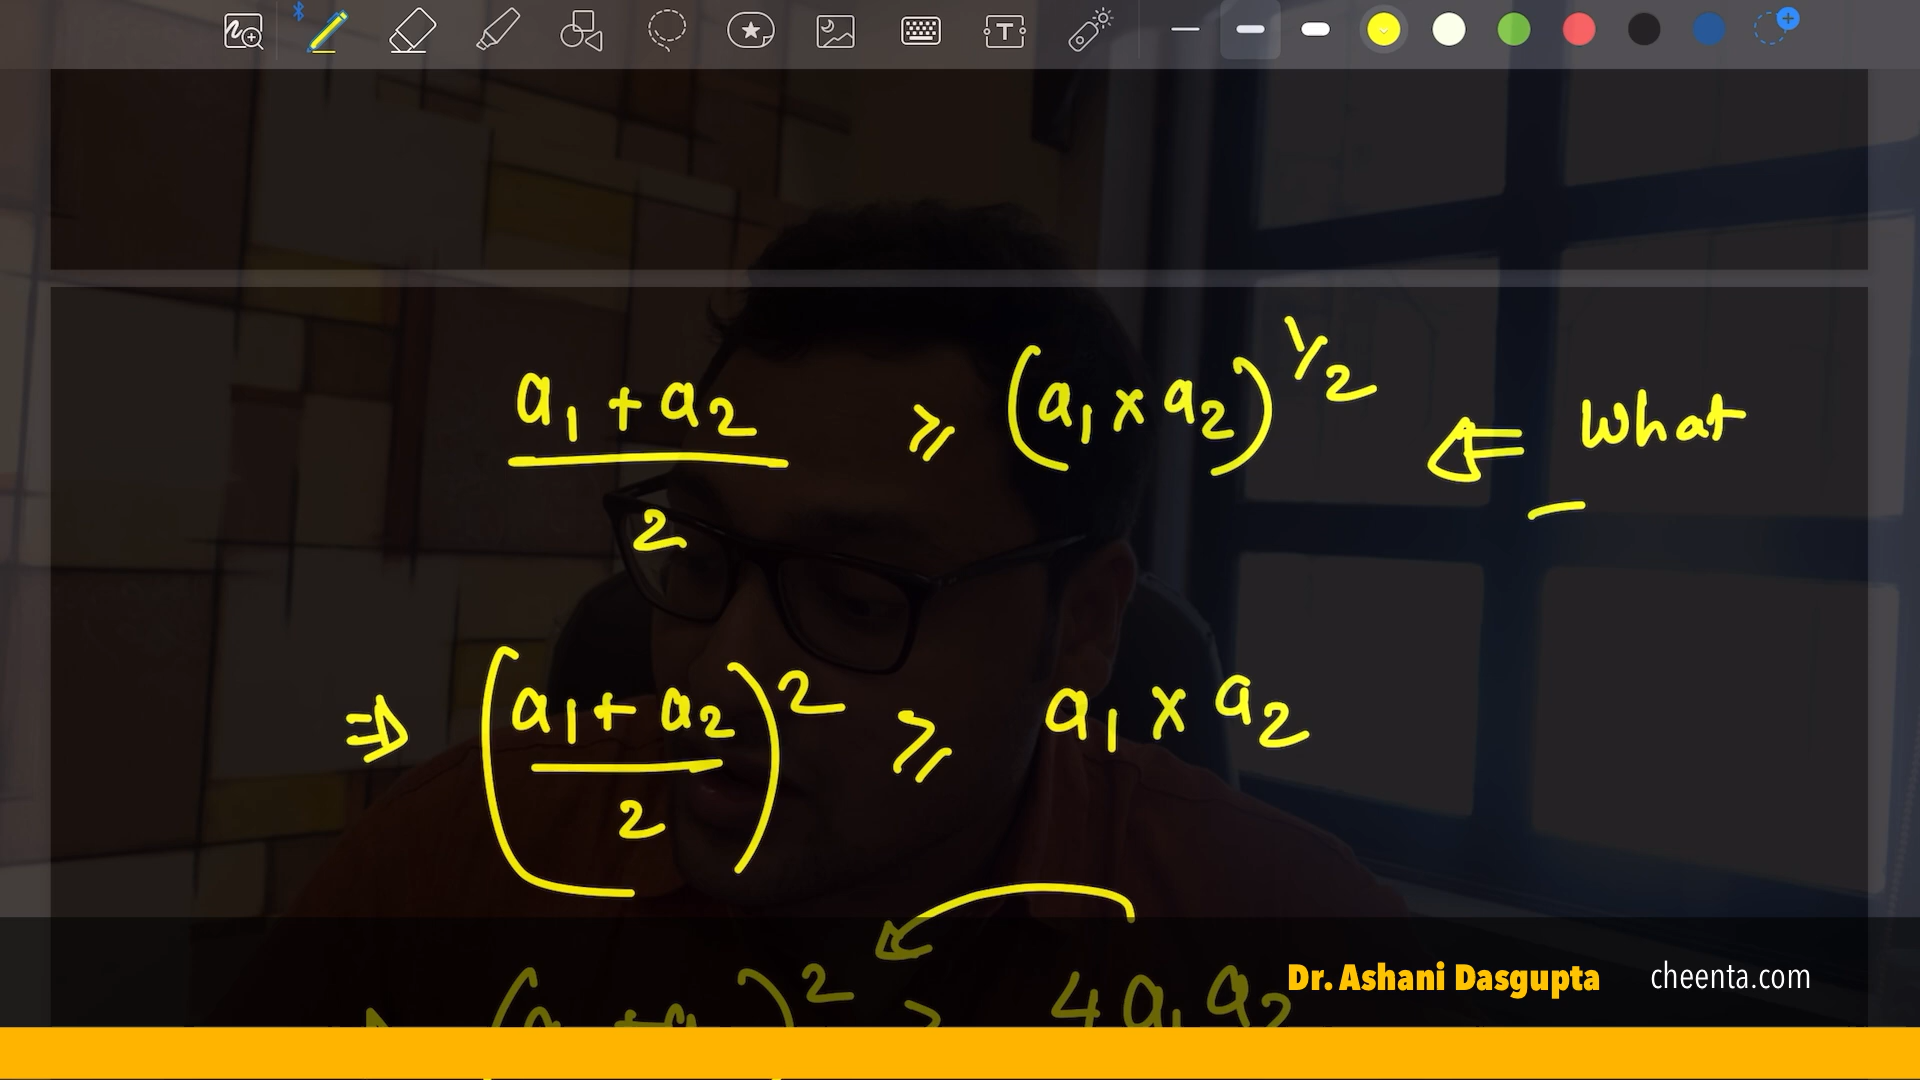 a₁ + a₂ / 2 ⩾ (a₁ × a₂)^1/2 ⇐ What
⇒ (a₁ + a₂ / 2)² ⩾ a₁ × a₂
( )² 4a₁a₂
Dr. Ashani Dasgupta cheenta.com